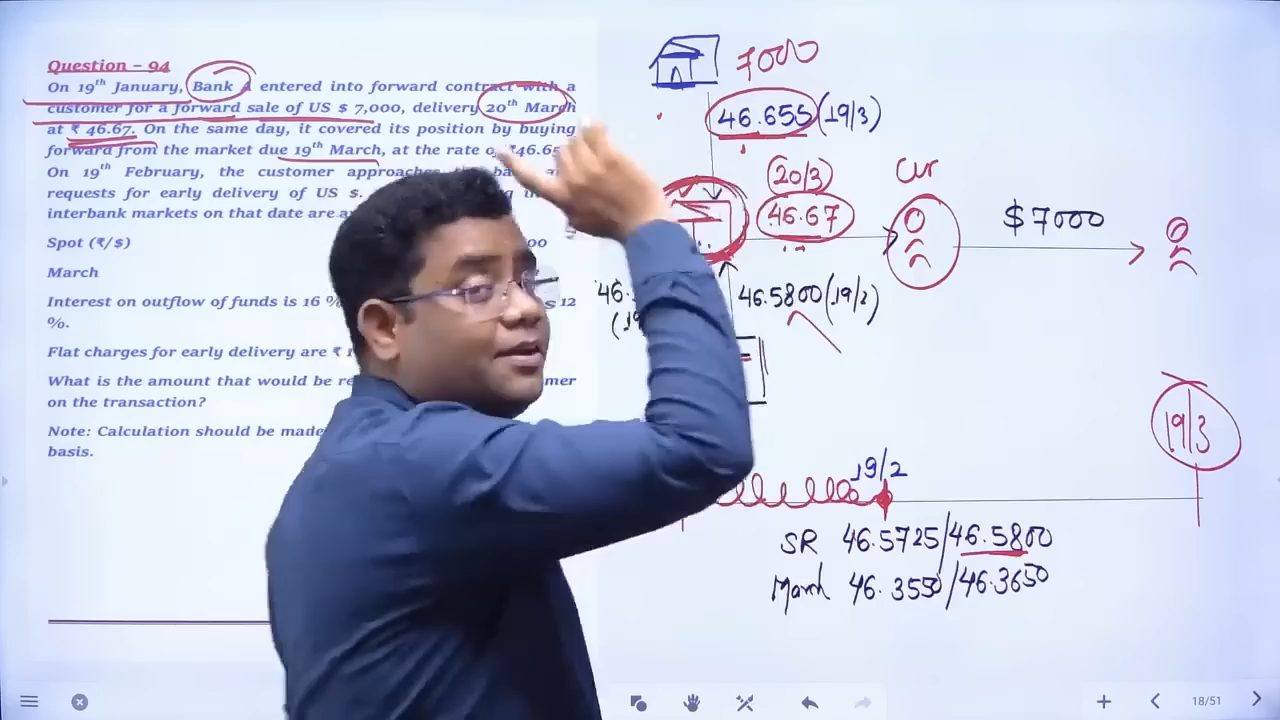 Question – 94
On 19th January, Bank A entered into forward contract with a
customer for a forward sale of US $ 7,000, delivery 20th March
at ₹ 46.67. On the same day, it covered its position by buying
forward from the market due 19th March, at the rate of ₹46.65
On 19th February, the customer approaches
requests for early delivery of US $.
interbank markets on that date are
Spot (₹/$)
March
Interest on outflow of funds is 16 % 12
%.
Flat charges for early delivery are ₹
What is the amount that would be
on the transaction?
Note: Calculation should be made
basis.
7000
46.655 (19/3)
(20/3)
46.67
cur
$7000
46.5800 (19/2)
46.
19/2
19/3
SR 46.5725/46.5800
March 46.3550/46.3650
18/51